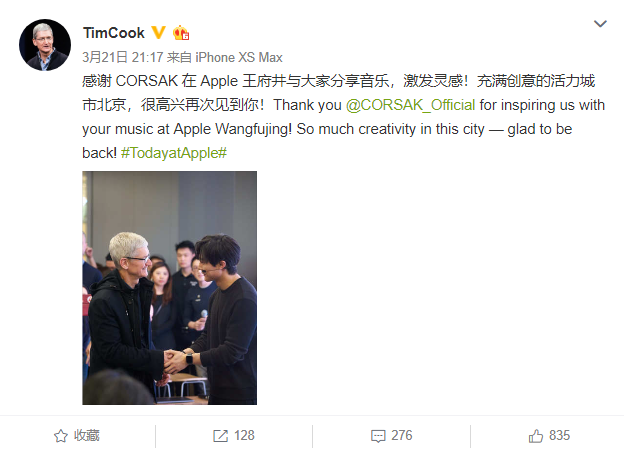 TimCook
3月21日 21:17 来自 iPhone XS Max
感谢 CORSAK 在 Apple 王府井与大家分享音乐，激发灵感！充满创意的活力城
市北京，很高兴再次见到你！Thank you @CORSAK_Official for inspiring us with
your music at Apple Wangfujing! So much creativity in this city — glad to be
back! #TodayatApple#
收藏
128
276
835